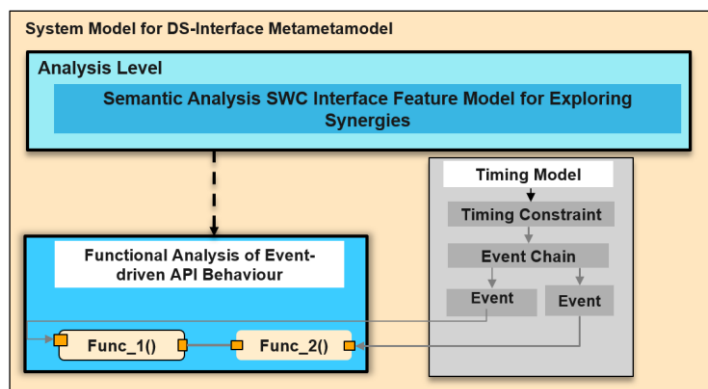 System Model for DS-Interface Metametamodel
Analysis Level
Semantic Analysis SWC Interface Feature Model for Exploring
Synergies
Timing Model
Timing Constraint
Event Chain
Event
Event
Functional Analysis of Event-
driven API Behaviour
Func_1()
Func_2()